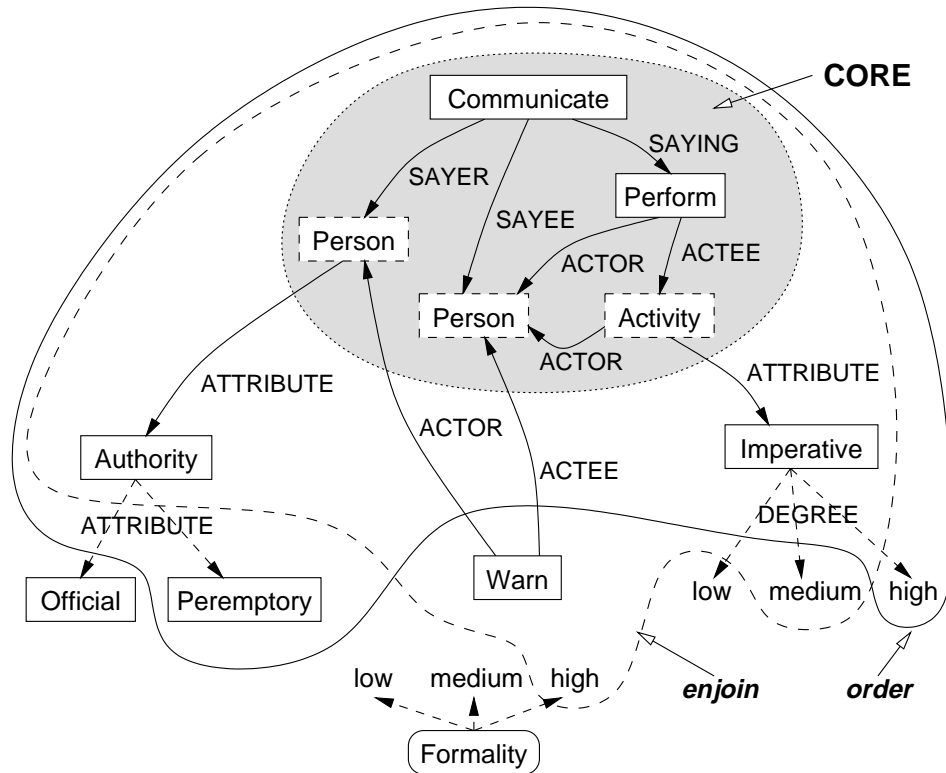 CORE
Communicate
SAYING
SAYER
Perform
SAYEE
Person
ACTOR
ACTEE
Person
Activity
ACTOR
ATTRIBUTE
ATTRIBUTE
ACTOR
Authority
Imperative
ACTEE
ATTRIBUTE
DEGREE
Official
Peremptory
Warn
low
medium
high
low
medium
high
enjoin
order
Formality